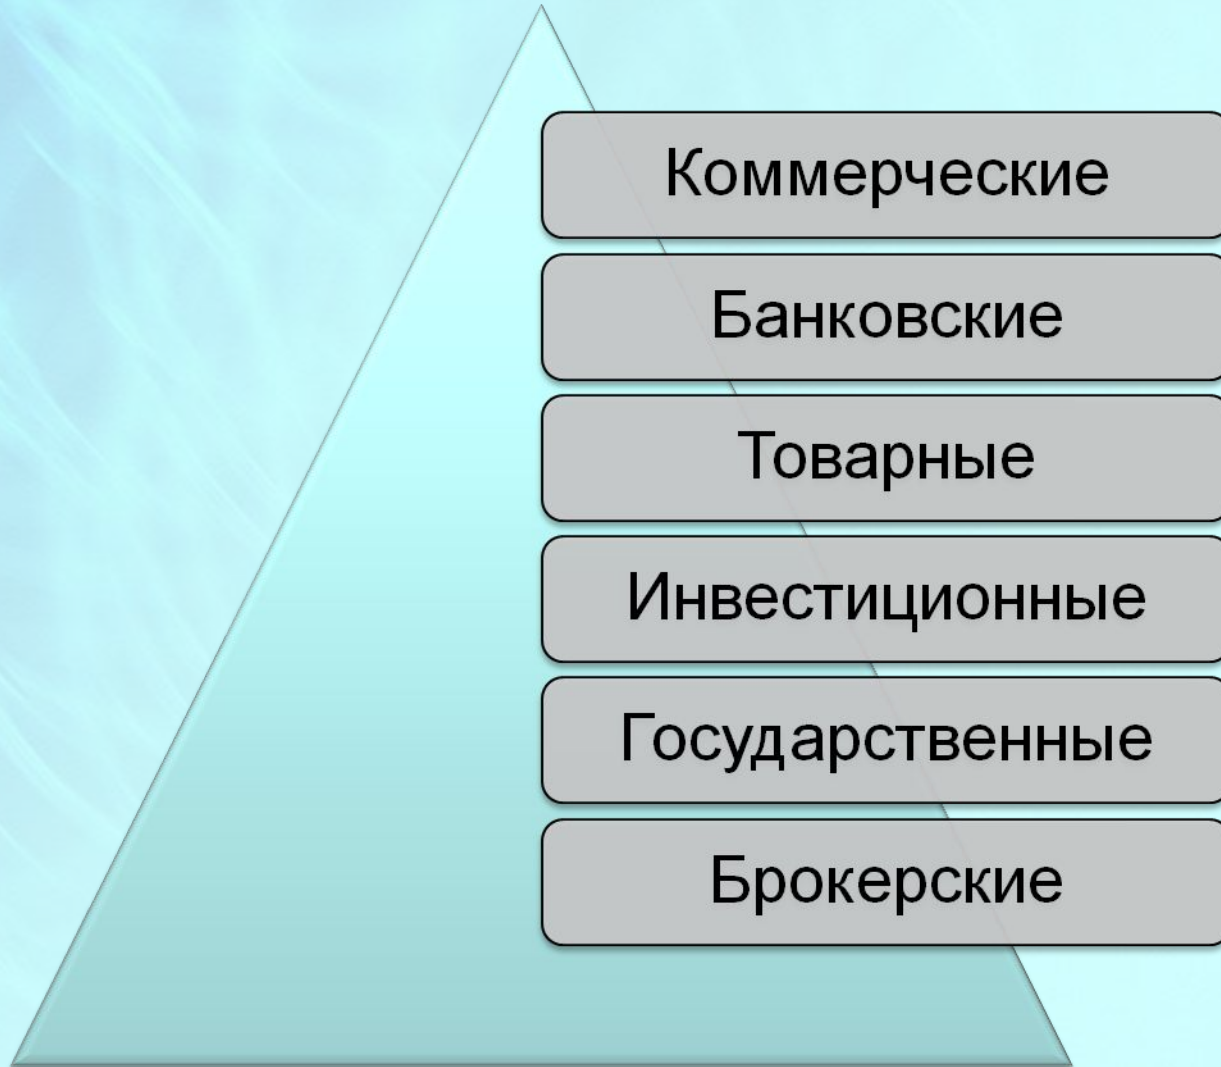 Коммерческие
Банковские
Товарные
Инвестиционные
Государственные
Брокерские